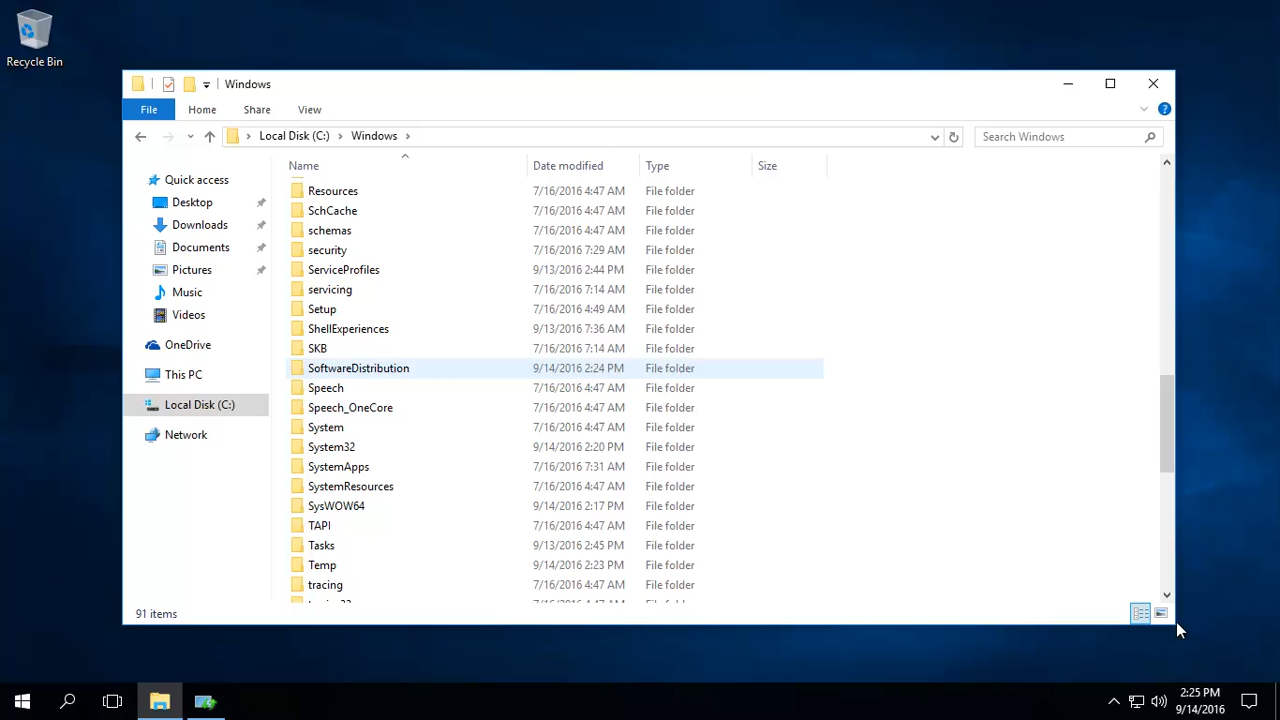 Recycle Bin
Windows
File Home Share View
Local Disk (C:) Windows
Search Windows
Name Date modified Type Size
Quick access
Desktop
Downloads
Documents
Pictures
Music
Videos
OneDrive
This PC
Local Disk (C:)
Network
Resources 7/16/2016 4:47 AM File folder
SchCache 7/16/2016 4:47 AM File folder
schemas 7/16/2016 4:47 AM File folder
security 7/16/2016 7:29 AM File folder
ServiceProfiles 9/13/2016 2:44 PM File folder
servicing 7/16/2016 7:14 AM File folder
Setup 7/16/2016 4:49 AM File folder
ShellExperiences 9/13/2016 7:36 AM File folder
SKB 7/16/2016 7:14 AM File folder
SoftwareDistribution 9/14/2016 2:24 PM File folder
Speech 7/16/2016 4:47 AM File folder
Speech_OneCore 7/16/2016 4:47 AM File folder
System 7/16/2016 4:47 AM File folder
System32 9/14/2016 2:20 PM File folder
SystemApps 7/16/2016 7:31 AM File folder
SystemResources 7/16/2016 4:47 AM File folder
SysWOW64 9/14/2016 2:17 PM File folder
TAPI 7/16/2016 4:47 AM File folder
Tasks 9/13/2016 2:45 PM File folder
Temp 9/14/2016 2:23 PM File folder
tracing 7/16/2016 4:47 AM File folder
91 items
2:25 PM
9/14/2016